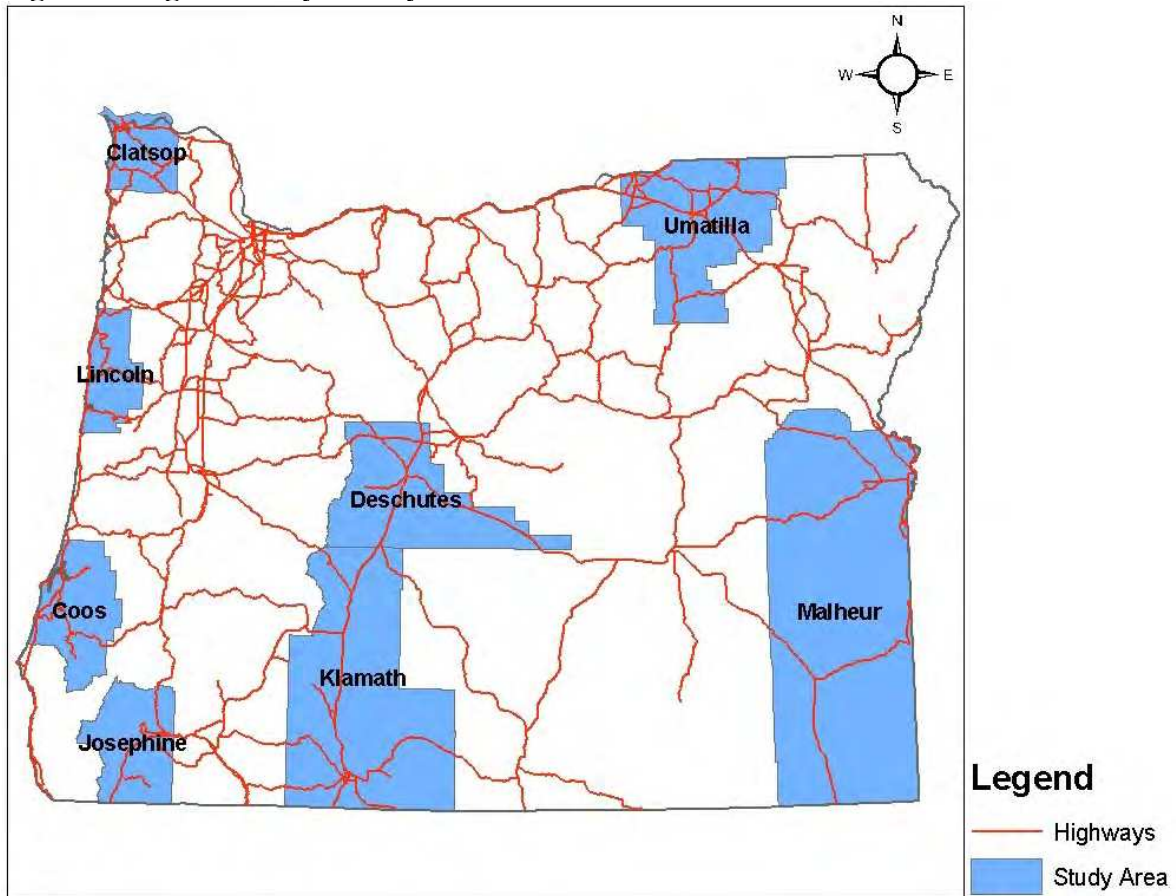 N
W E
S
Clatsop
Umatilla
Lincoln
Deschutes
Coos
Malheur
Klamath
Josephine
Legend
Highways
Study Area